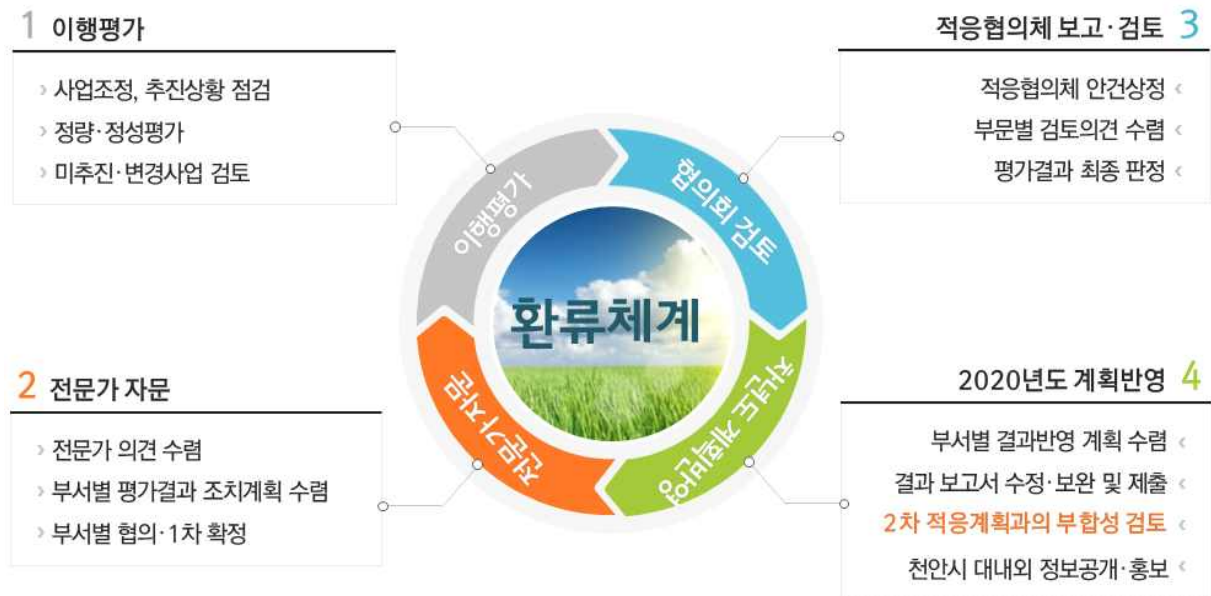 1 이행평가
› 사업조정, 추진상황 점검
› 정량·정성평가
› 미추진·변경사업 검토
2 전문가 자문
› 전문가 의견 수렴
› 부서별 평가결과 조치계획 수렴
› 부서별 협의·1차 확정
적응협의체 보고·검토 3
적응협의체 안건상정 ‹
부문별 검토의견 수렴 ‹
평가결과 최종 판정 ‹
2020년도 계획반영 4
부서별 결과반영 계획 수렴 ‹
결과 보고서 수정·보완 및 제출 ‹
2차 적응계획과의 부합성 검토 ‹
천안시 대내외 정보공개·홍보 ‹
이행평가
협의회 검토
전문가자문
차년도 계획반영
환류체계